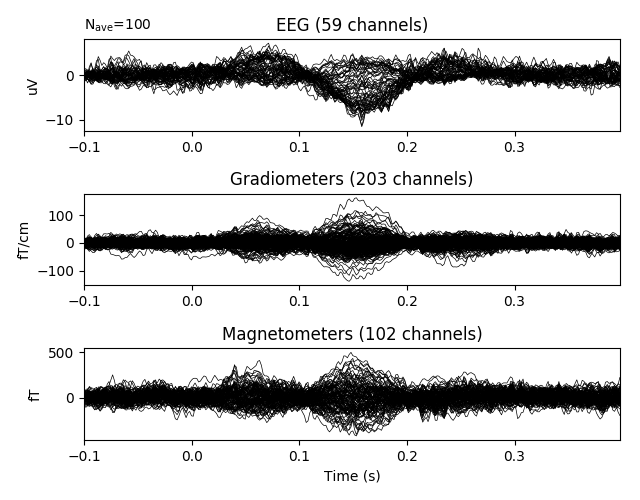 Nave=100
EEG (59 channels)
uV
0
−10
−0.1 0.0 0.1 0.2 0.3
Gradiometers (203 channels)
fT/cm
100
0
−100
−0.1 0.0 0.1 0.2 0.3
Magnetometers (102 channels)
fT
500
0
−0.1 0.0 0.1 0.2 0.3
Time (s)